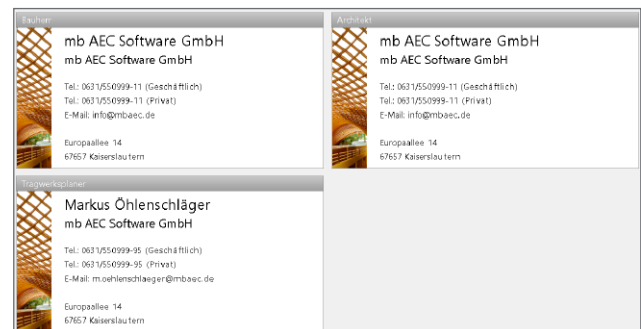 Bauherr
mb AEC Software GmbH
mb AEC Software GmbH
Tel.: 0631/550999-11 (Geschäftlich)
Tel.: 0631/550999-11 (Privat)
E-Mail: info@mbaec.de
Europaallee 14
67657 Kaiserslautern
Architekt
mb AEC Software GmbH
mb AEC Software GmbH
Tel.: 0631/550999-11 (Geschäftlich)
Tel.: 0631/550999-11 (Privat)
E-Mail: info@mbaec.de
Europaallee 14
67657 Kaiserslautern
Tragwerksplaner
Markus Öhlenschläger
mb AEC Software GmbH
Tel.: 0631/550999-95 (Geschäftlich)
Tel.: 0631/550999-95 (Privat)
E-Mail: m.oehlenschlaeger@mbaec.de
Europaallee 14
67657 Kaiserslautern